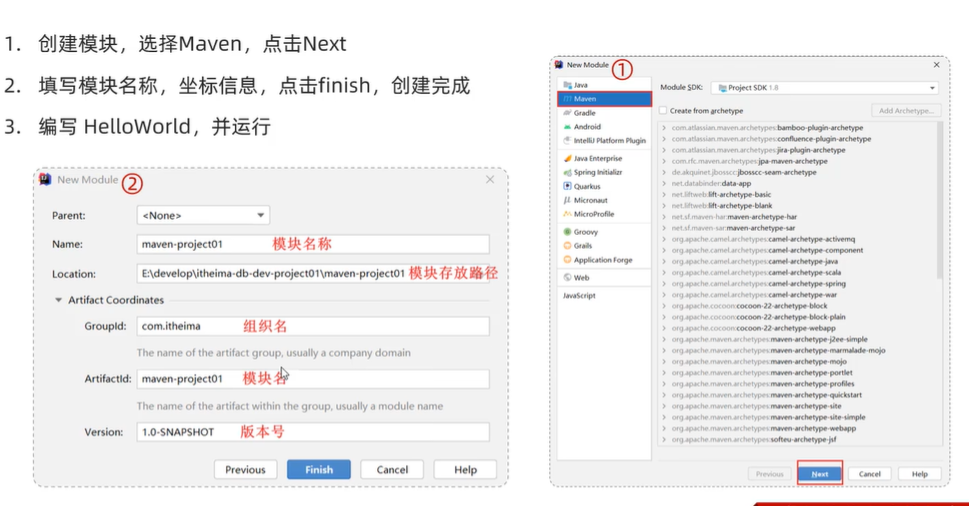 1. 创建模块，选择Maven，点击Next
2. 填写模块名称，坐标信息，点击finish，创建完成
3. 编写 HelloWorld，并运行
New Module ②
Parent: <None>
Name: maven-project01 模块名称
Location: E:\develop\itheima-db-dev-project01\maven-project01 模块存放路径
Artifact Coordinates
GroupId: com.itheima 组织名
The name of the artifact group, usually a company domain
ArtifactId: maven-project01 模块名
The name of the artifact within the group, usually a module name
Version: 1.0-SNAPSHOT 版本号
Previous Finish Cancel Help
New Module ①
Java
Maven
Gradle
Android
IntelliJ Platform Plugin
Java Enterprise
Spring Initializr
Quarkus
Micronaut
MicroProfile
Groovy
Grails
Application Forge
Web
JavaScript
Module SDK: Project SDK 1.8
Create from archetype Add Archetype...
com.atlassian.maven.archetypes:bamboo-plugin-archetype
com.atlassian.maven.archetypes:confluence-plugin-archetype
com.atlassian.maven.archetypes:jira-plugin-archetype
com.rfc.maven.archetypes:jpa-maven-archetype
de.akquinet.jbosscc:jbosscc-seam-archetype
net.databinder:data-app
net.liftweb:lift-archetype-basic
net.liftweb:lift-archetype-blank
net.sf.maven-har:maven-archetype-har
net.sf.maven-sar:maven-archetype-sar
org.apache.camel.archetypes:camel-archetype-activemq
org.apache.camel.archetypes:camel-archetype-component
org.apache.camel.archetypes:camel-archetype-java
org.apache.camel.archetypes:camel-archetype-scala
org.apache.camel.archetypes:camel-archetype-spring
org.apache.camel.archetypes:camel-archetype-war
org.apache.cocoon:cocoon-22-archetype-block
org.apache.cocoon:cocoon-22-archetype-block-plain
org.apache.cocoon:cocoon-22-archetype-webapp
org.apache.maven.archetypes:maven-archetype-j2ee-simple
org.apache.maven.archetypes:maven-archetype-marmalade-mojo
org.apache.maven.archetypes:maven-archetype-mojo
org.apache.maven.archetypes:maven-archetype-portlet
org.apache.maven.archetypes:maven-archetype-profiles
org.apache.maven.archetypes:maven-archetype-quickstart
org.apache.maven.archetypes:maven-archetype-site
org.apache.maven.archetypes:maven-archetype-site-simple
org.apache.maven.archetypes:maven-archetype-webapp
org.apache.maven.archetypes:softeu-archetype-jsf
Previous Next Cancel Help